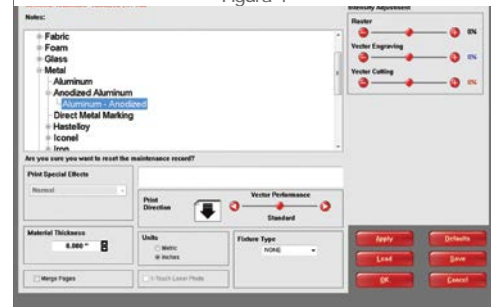 Figura 4
Notes:
Fabric
Foam
Glass
Metal
Aluminum
Anodized Aluminum
Aluminum - Anodized
Direct Metal Marking
Hastelloy
Iconel
Iron
Are you sure you want to reset the maintenance record?
Print Special Effects
Normal
Print Direction
Vector Performance
Standard
Material Thickness
0.000 "
Units
Metric
Inches
Fixture Type
NONE
Merge Pages
1-Touch Laser Photo
Intensity Adjustment
Raster
0%
Vector Engraving
0%
Vector Cutting
0%
Apply
Defaults
Load
Save
OK
Cancel